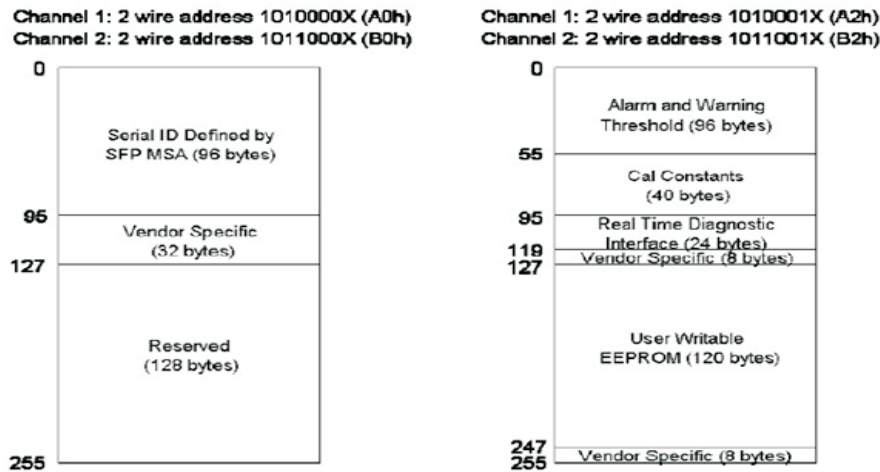 Channel 1: 2 wire address 1010000X (A0h)
Channel 2: 2 wire address 1011000X (B0h)
0
Serial ID Defined by
SFP MSA (96 bytes)
95
Vendor Specific
(32 bytes)
127
Reserved
(128 bytes)
255
Channel 1: 2 wire address 1010001X (A2h)
Channel 2: 2 wire address 1011001X (B2h)
0
Alarm and Warning
Threshold (96 bytes)
55
Cal Constants
(40 bytes)
95
Real Time Diagnostic
Interface (24 bytes)
119
Vendor Specific (8 bytes)
127
User Writable
EEPROM (120 bytes)
247
Vendor Specific (8 bytes)
255